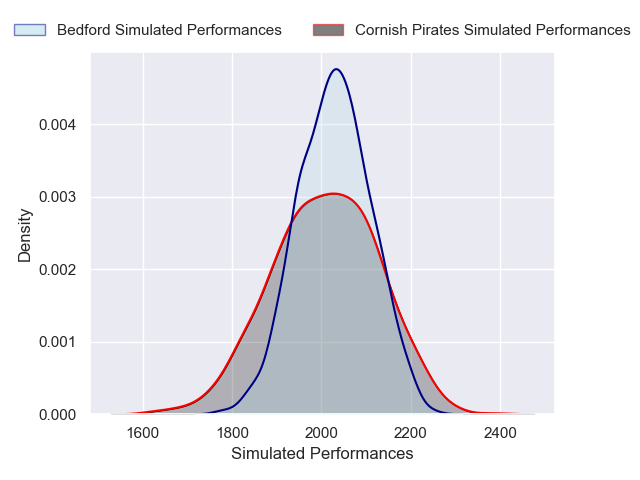 Bedford Simulated Performances Cornish Pirates Simulated Performances
0.004
0.003
0.002
0.001
0.000
Density
1600 1800 2000 2200 2400
Simulated Performances